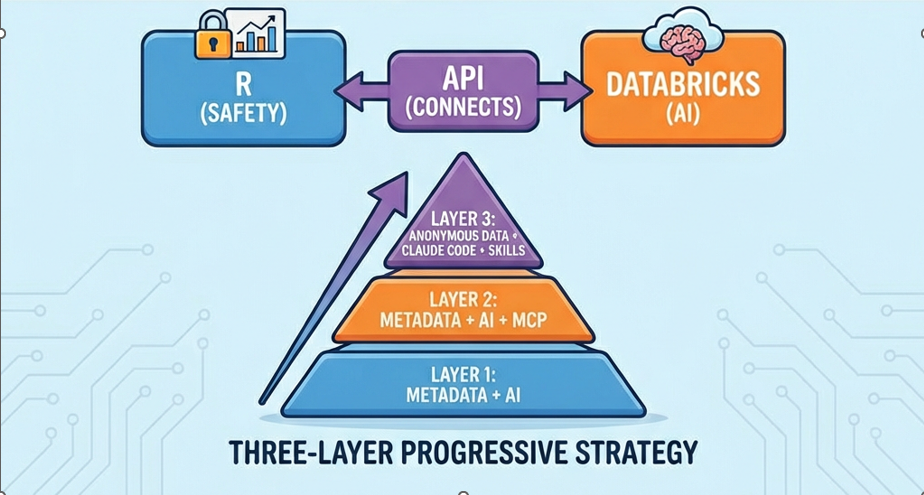 R
(SAFETY)
API
(CONNECTS)
DATABRICKS
(AI)
LAYER 3:
ANONYMOUS DATA •
CLAUDE CODE • SKILLS
LAYER 2:
METADATA + AI + MCP
LAYER 1:
METADATA + AI
THREE-LAYER PROGRESSIVE STRATEGY